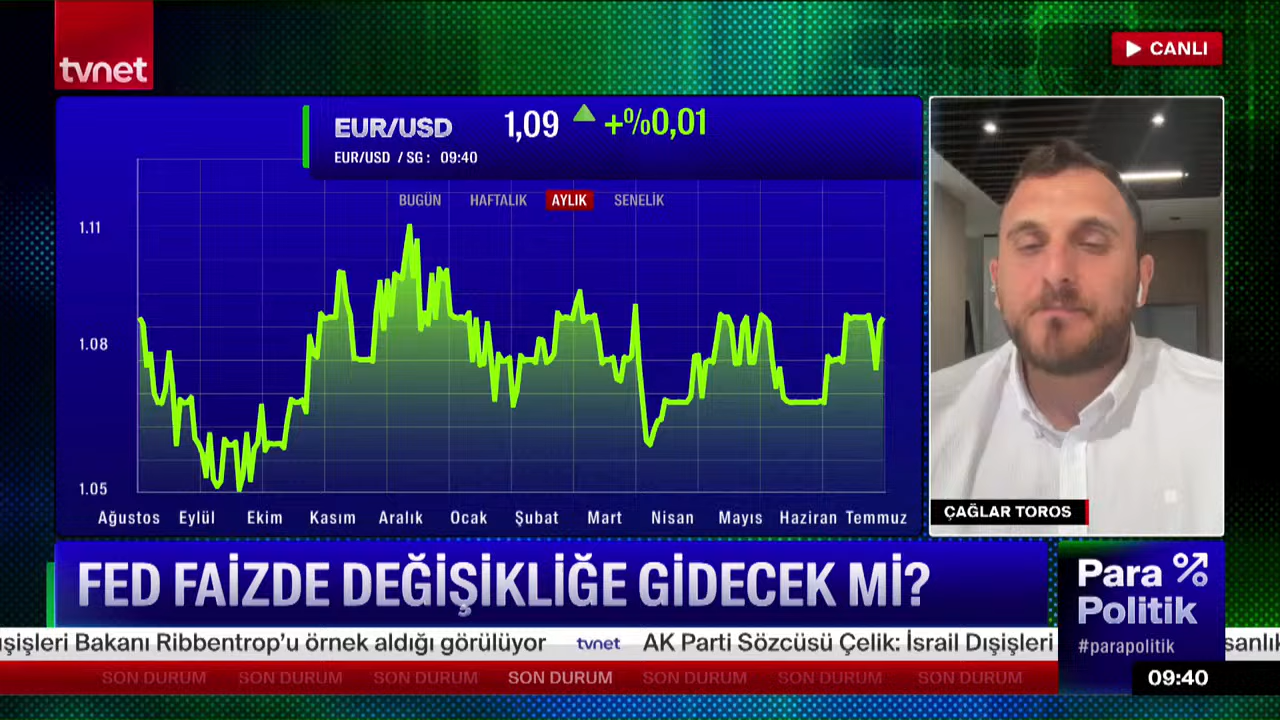 tvnet
CANLI
EUR/USD 1,09 +%0,01
EUR/USD / SG : 09:40
BUGÜN HAFTALIK AYLIK SENELİK
1.11
1.08
1.05
Ağustos Eylül Ekim Kasım Aralık Ocak Şubat Mart Nisan Mayıs Haziran Temmuz
ÇAĞLAR TOROS
FED FAİZDE DEĞİŞİKLİĞE GİDECEK Mİ?
Para
Politik
#parapolitik
ışişleri Bakanı Ribbentrop'u örnek aldığı görülüyor tvnet AK Parti Sözcüsü Çelik: İsrail Dışişleri
SON DURUM SON DURUM SON DURUM SON DURUM SON DURUM SON DURUM SON DURUM
09:40